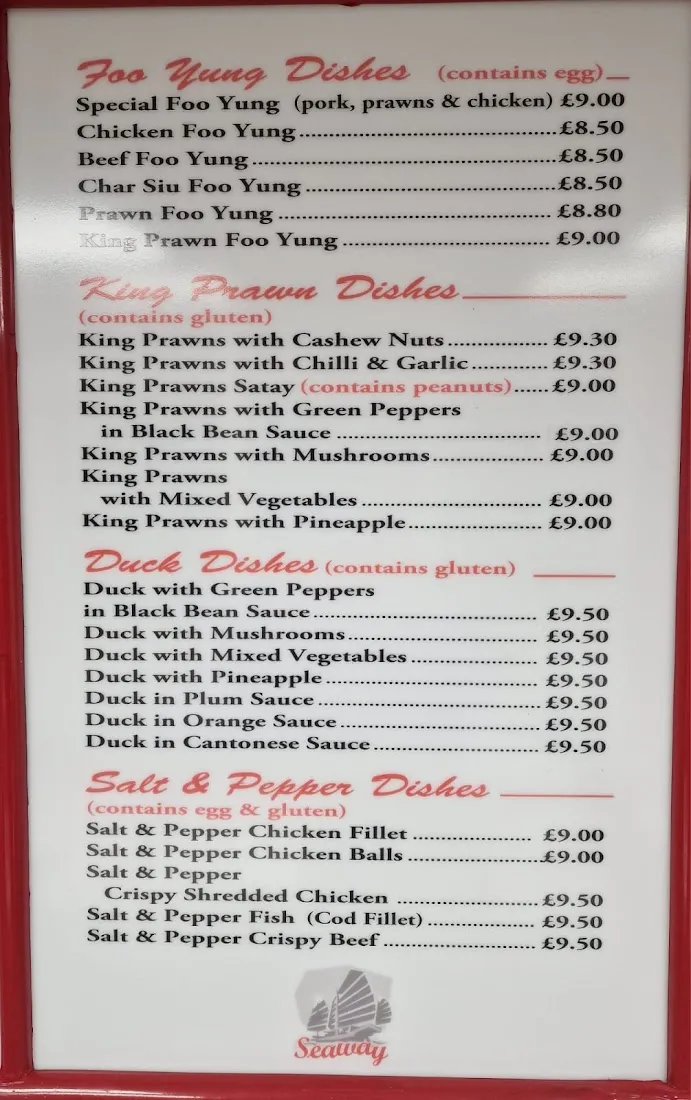 Foo Yung Dishes (contains egg)
Special Foo Yung (pork, prawns & chicken) £9.00
Chicken Foo Yung.....£8.50
Beef Foo Yung.....£8.50
Char Siu Foo Yung.....£8.50
Prawn Foo Yung.....£8.80
King Prawn Foo Yung.....£9.00
King Prawn Dishes
(contains gluten)
King Prawns with Cashew Nuts.....£9.30
King Prawns with Chilli & Garlic.....£9.30
King Prawns Satay (contains peanuts).....£9.00
King Prawns with Green Peppers
in Black Bean Sauce.....£9.00
King Prawns with Mushrooms.....£9.00
King Prawns
with Mixed Vegetables.....£9.00
King Prawns with Pineapple.....£9.00
Duck Dishes (contains gluten)
Duck with Green Peppers
in Black Bean Sauce.....£9.50
Duck with Mushrooms.....£9.50
Duck with Mixed Vegetables.....£9.50
Duck with Pineapple.....£9.50
Duck in Plum Sauce.....£9.50
Duck in Orange Sauce.....£9.50
Duck in Cantonese Sauce.....£9.50
Salt & Pepper Dishes
(contains egg & gluten)
Salt & Pepper Chicken Fillet.....£9.00
Salt & Pepper Chicken Balls.....£9.00
Salt & Pepper
Crispy Shredded Chicken.....£9.50
Salt & Pepper Fish (Cod Fillet).....£9.50
Salt & Pepper Crispy Beef.....£9.50
Seaway